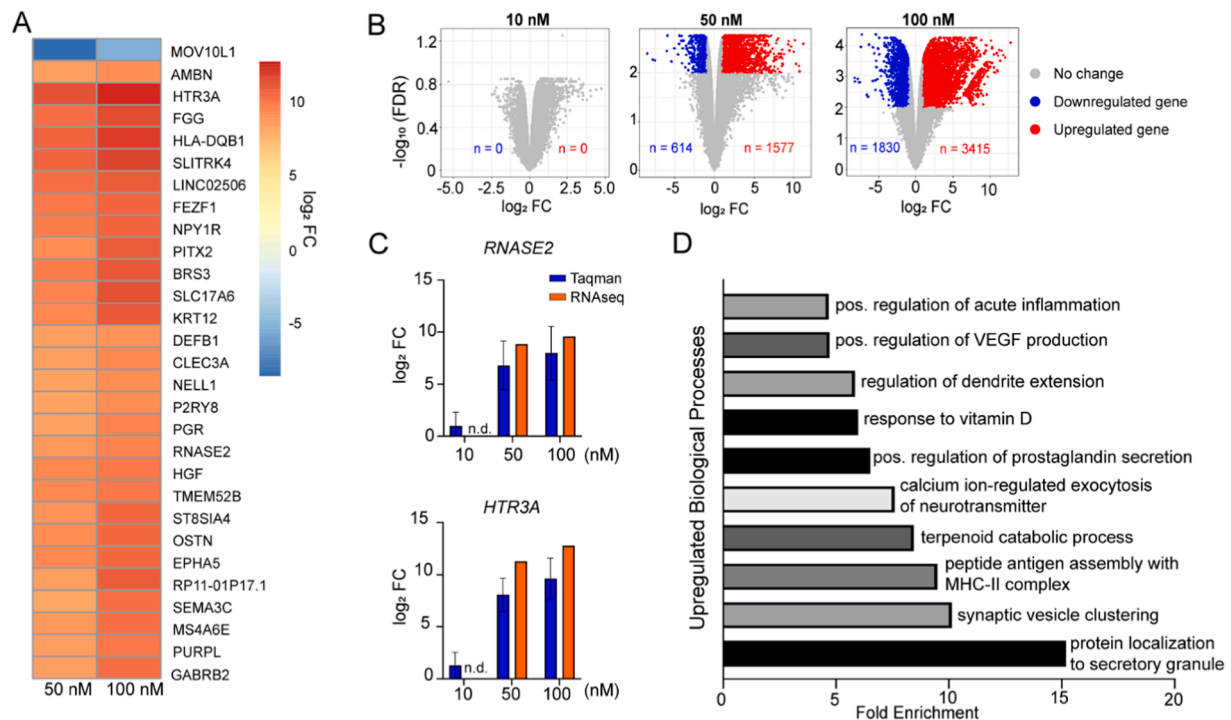 A
MOV10L1
AMBN
HTR3A
FGG
HLA-DQB1
SLITRK4
LINC02506
FEZF1
NPY1R
PITX2
BRS3
SLC17A6
KRT12
DEFB1
CLEC3A
NELL1
P2RY8
PGR
RNASE2
HGF
TMEM52B
ST8SIA4
OSTN
EPHA5
RP11-01P17.1
SEMA3C
MS4A6E
PURPL
GABRB2
50 nM 100 nM
10
5
0
-5
log₂ FC
B
10 nM
50 nM
100 nM
-log₁₀ (FDR)
1.2
0.8
0.4
0
n = 0
n = 0
-5.0 -2.5 0 2.5 5.0
log₂ FC
2
1
0
n = 614
n = 1577
-5 0 5 10
log₂ FC
4
3
2
1
0
n = 1830
n = 3415
-5 0 5 10
log₂ FC
No change
Downregulated gene
Upregulated gene
C
RNASE2
Taqman
RNAseq
log₂ FC
15
10
5
0
n.d.
10 50 100 (nM)
HTR3A
log₂ FC
15
10
5
0
n.d.
10 50 100 (nM)
D
Upregulated Biological Processes
pos. regulation of acute inflammation
pos. regulation of VEGF production
regulation of dendrite extension
response to vitamin D
pos. regulation of prostaglandin secretion
calcium ion-regulated exocytosis
of neurotransmitter
terpenoid catabolic process
peptide antigen assembly with
MHC-II complex
synaptic vesicle clustering
protein localization
to secretory granule
0 5 10 15 20
Fold Enrichment